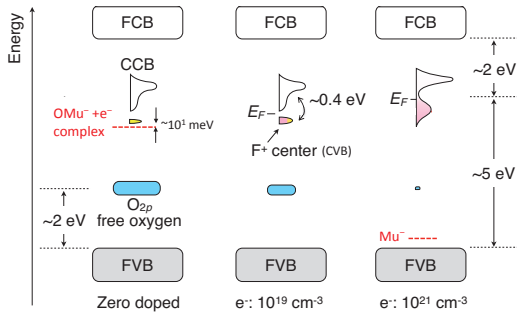 Energy
FCB
FCB
FCB
CCB
OMu⁻ +e⁻
complex
~10¹ meV
E_F
~0.4 eV
F⁺ center (CVB)
E_F
~2 eV
~5 eV
O₂ₚ
free oxygen
~2 eV
Mu⁻
FVB
FVB
FVB
Zero doped
e⁻: 10¹⁹ cm⁻³
e⁻: 10²¹ cm⁻³